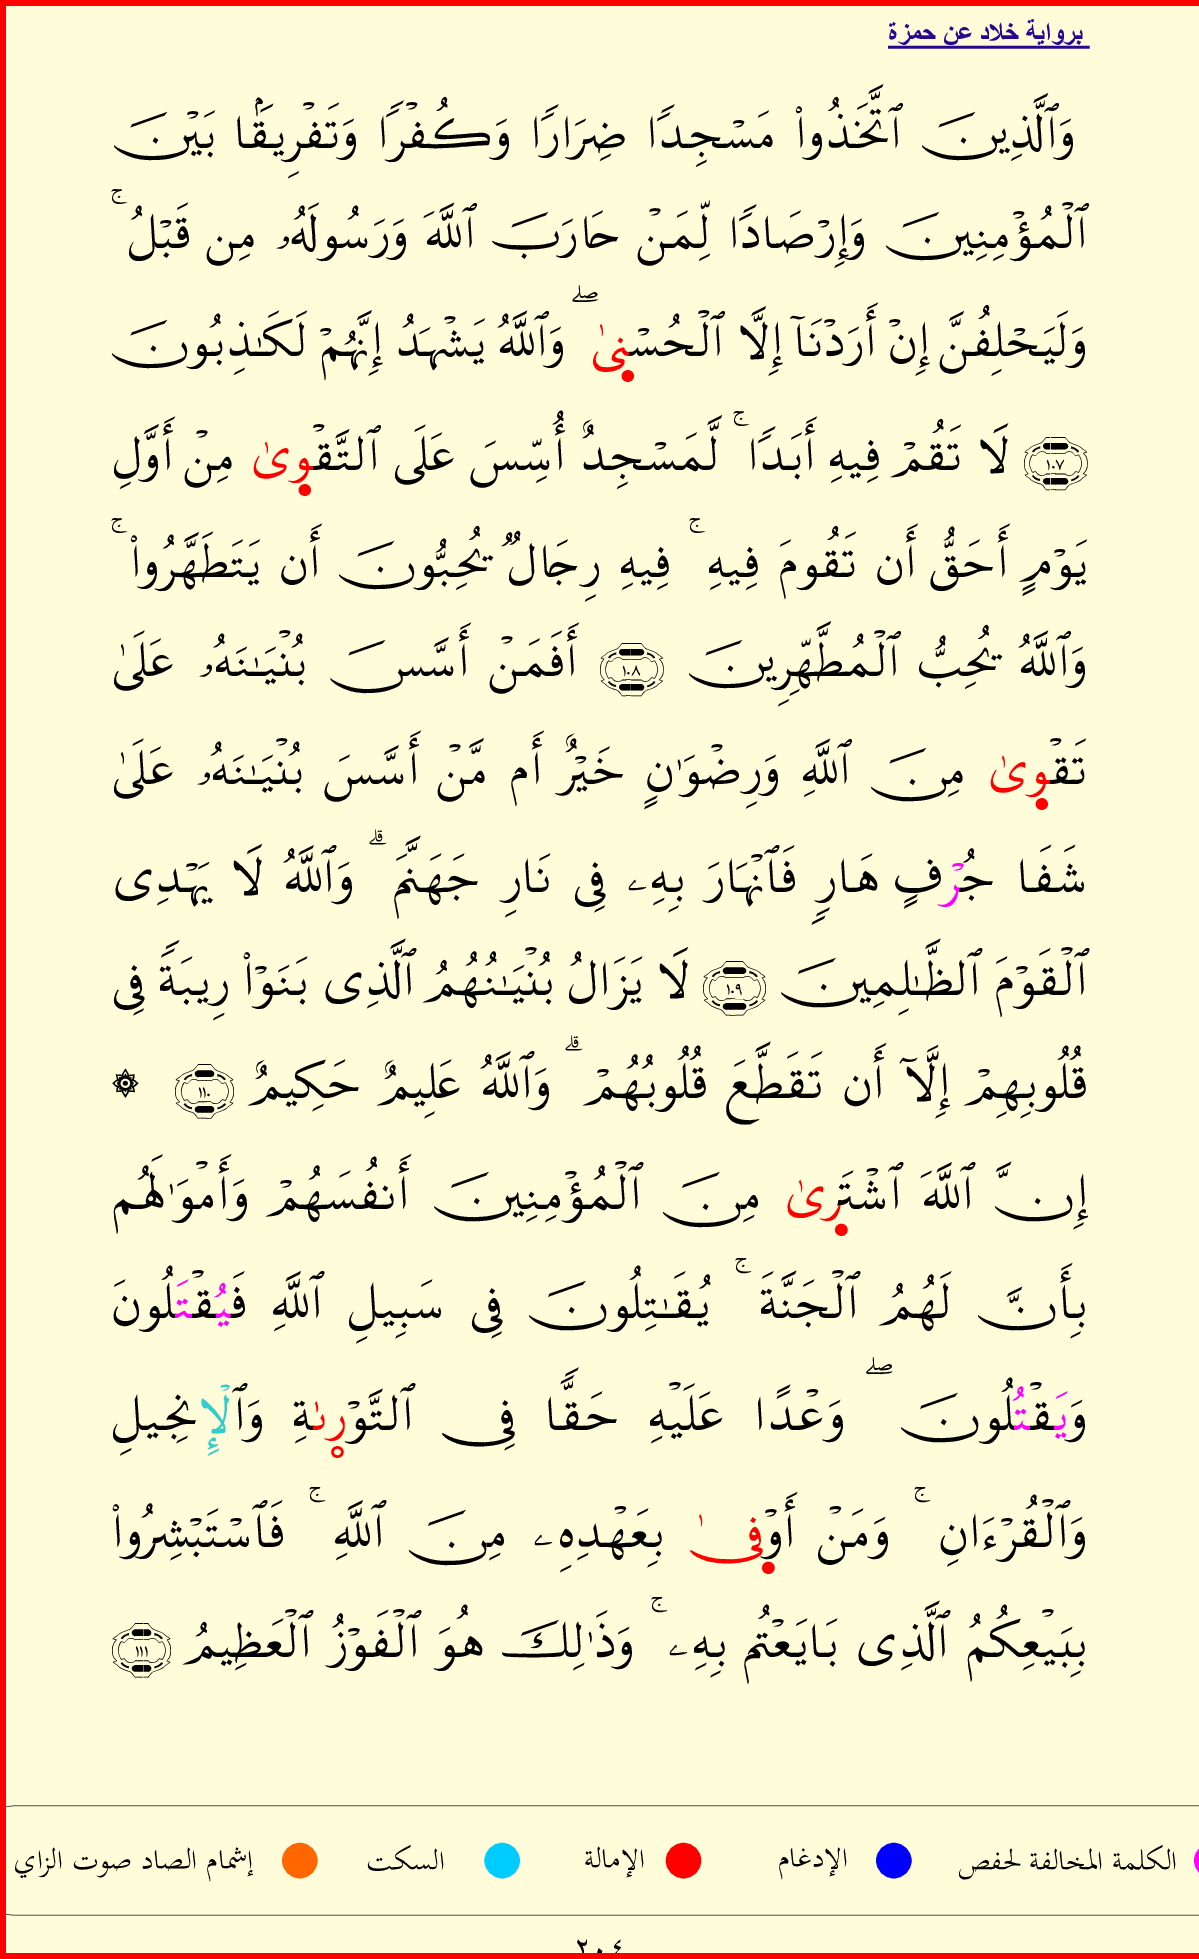 برواية خلاد عن حمزة
وَٱلَّذِينَ ٱتَّخَذُوا۟ مَسْجِدًا ضِرَارًا وَكُفْرًا وَتَفْرِيقًۢا بَيْنَ
ٱلْمُؤْمِنِينَ وَإِرْصَادًا لِّمَنْ حَارَبَ ٱللَّهَ وَرَسُولَهُۥ مِن قَبْلُ ۚ
وَلَيَحْلِفُنَّ إِنْ أَرَدْنَآ إِلَّا ٱلْحُسْنٜىٰ ۖ وَٱللَّهُ يَشْهَدُ إِنَّهُمْ لَكَـٰذِبُونَ
١٠٧ لَا تَقُمْ فِيهِ أَبَدًا ۚ لَّمَسْجِدٌ أُسِّسَ عَلَى ٱلتَّقْوٜىٰ مِنْ أَوَّلِ
يَوْمٍ أَحَقُّ أَن تَقُومَ فِيهِ ۚ فِيهِ رِجَالٌ يُحِبُّونَ أَن يَتَطَهَّرُوا۟ ۚ
وَٱللَّهُ يُحِبُّ ٱلْمُطَّهِّرِينَ ١٠٨ أَفَمَنْ أَسَّسَ بُنْيَـٰنَهُۥ عَلَىٰ
تَقْوٜىٰ مِنَ ٱللَّهِ وَرِضْوَٰنٍ خَيْرٌ أَم مَّنْ أَسَّسَ بُنْيَـٰنَهُۥ عَلَىٰ
شَفَا جُرْفٍ هَارٍ فَٱنْهَارَ بِهِۦ فِى نَارِ جَهَنَّمَ ۗ وَٱللَّهُ لَا يَهْدِى
ٱلْقَوْمَ ٱلظَّـٰلِمِينَ ١٠٩ لَا يَزَالُ بُنْيَـٰنُهُمُ ٱلَّذِى بَنَوْا۟ رِيبَةً فِى
قُلُوبِهِمْ إِلَّآ أَن تَقَطَّعَ قُلُوبُهُمْ ۗ وَٱللَّهُ عَلِيمٌ حَكِيمٌ ١١٠ ۞
إِنَّ ٱللَّهَ ٱشْتَرٜىٰ مِنَ ٱلْمُؤْمِنِينَ أَنفُسَهُمْ وَأَمْوَٰلَهُم
بِأَنَّ لَهُمُ ٱلْجَنَّةَ ۚ يُقَـٰتِلُونَ فِى سَبِيلِ ٱللَّهِ فَيُقْتَلُونَ
وَيَقْتُلُونَ ۖ وَعْدًا عَلَيْهِ حَقًّا فِى ٱلتَّوْرىٰةِ وَٱلْإِنجِيلِ
وَٱلْقُرْءَانِ ۚ وَمَنْ أَوْفٜىٰ بِعَهْدِهِۦ مِنَ ٱللَّهِ ۚ فَٱسْتَبْشِرُوا۟
بِبَيْعِكُمُ ٱلَّذِى بَايَعْتُم بِهِۦ ۚ وَذَٰلِكَ هُوَ ٱلْفَوْزُ ٱلْعَظِيمُ ١١١
الكلمة المخالفة لحفص الإدغام الإمالة السكت إشمام الصاد صوت الزاي
٢٠٤